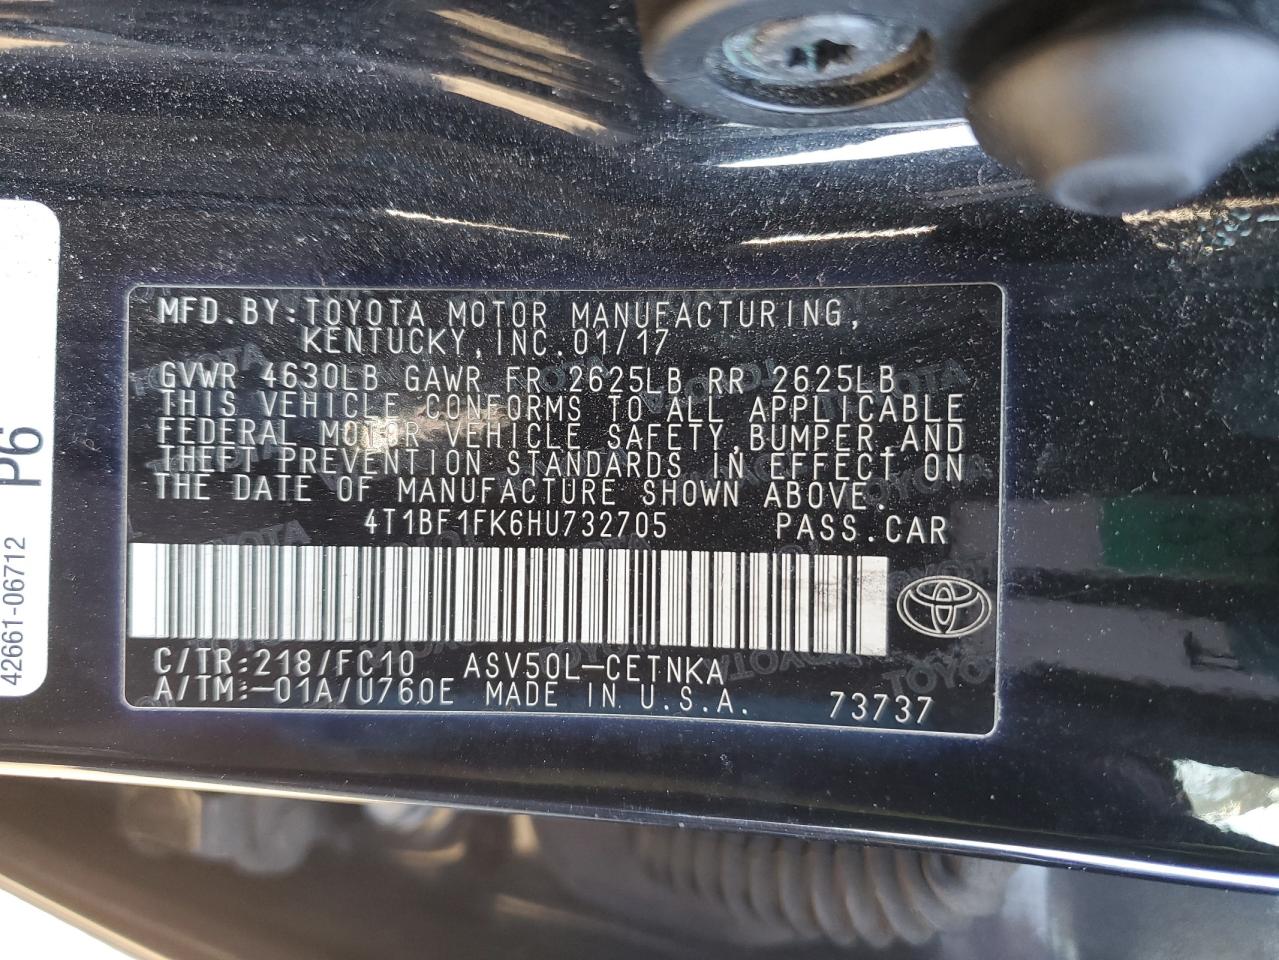 MFD.BY:TOYOTA MOTOR MANUFACTURING,
KENTUCKY,INC.01/17
GVWR 4630LB GAWR FR 2625LB RR 2625LB
THIS VEHICLE CONFORMS TO ALL APPLICABLE
FEDERAL MOTOR VEHICLE SAFETY,BUMPER,AND
THEFT PREVENTION STANDARDS IN EFFECT ON
THE DATE OF MANUFACTURE SHOWN ABOVE.
4T1BF1FK6HU732705 PASS.CAR
C/TR:218/FC10 ASV50L-CETNKA
A/TM:-01A/U760E MADE IN U.S.A. 73737
P6
42661-06712